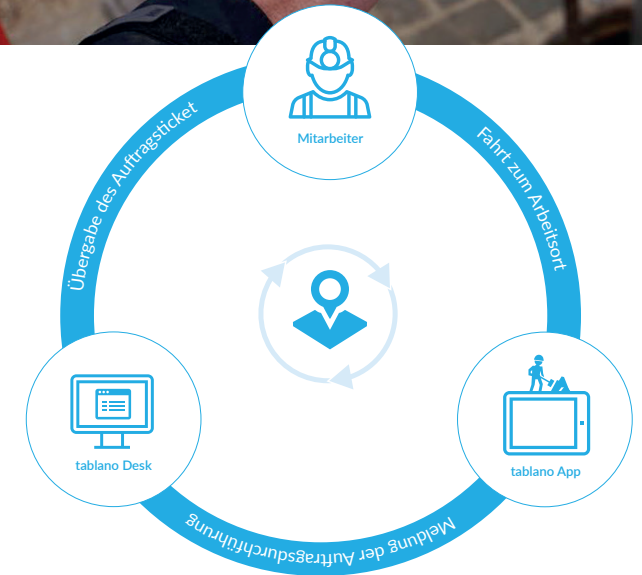 Mitarbeiter
Fahrt zum Arbeitsort
tablano App
Meldung der Auftragsdurchführung
tablano Desk
Übergabe des Auftragsticket